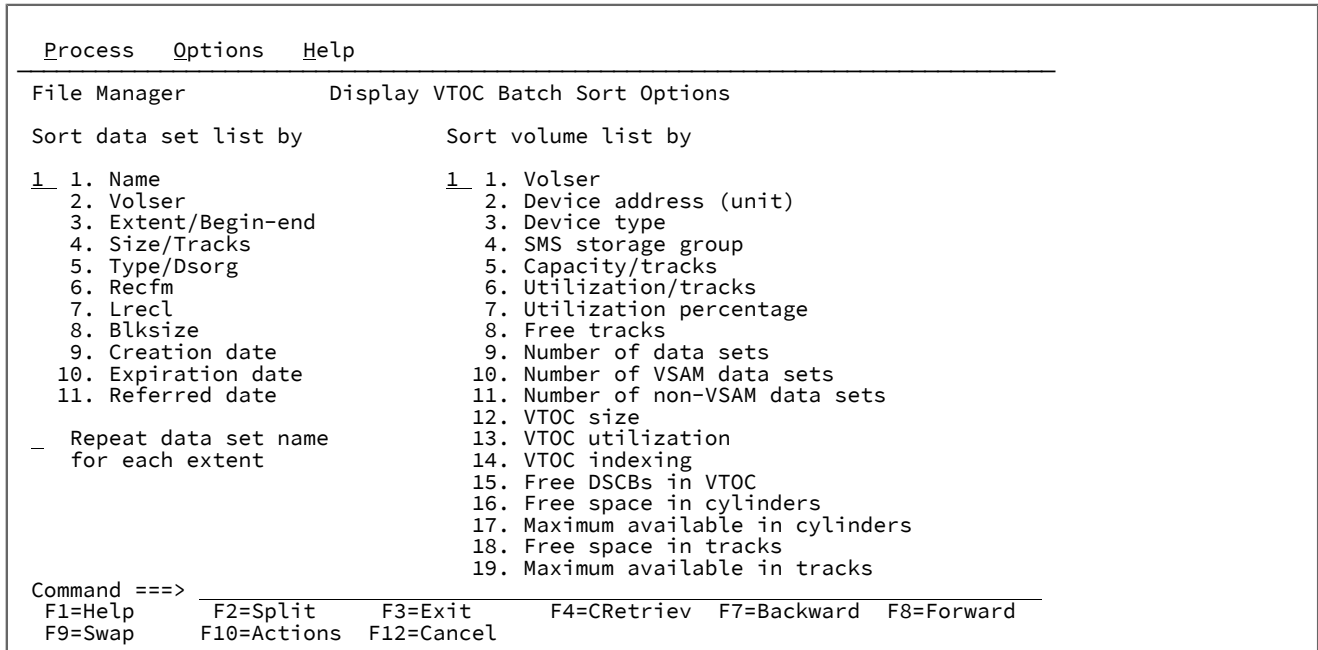 Process   Options   Help
File Manager           Display VTOC Batch Sort Options
Sort data set list by           Sort volume list by
1  1. Name                      1  1. Volser
   2. Volser                       2. Device address (unit)
   3. Extent/Begin-end             3. Device type
   4. Size/Tracks                  4. SMS storage group
   5. Type/Dsorg                   5. Capacity/tracks
   6. Recfm                        6. Utilization/tracks
   7. Lrecl                        7. Utilization percentage
   8. Blksize                      8. Free tracks
   9. Creation date                9. Number of data sets
  10. Expiration date             10. Number of VSAM data sets
  11. Referred date               11. Number of non-VSAM data sets
                                  12. VTOC size
_  Repeat data set name           13. VTOC utilization
   for each extent                14. VTOC indexing
                                  15. Free DSCBs in VTOC
                                  16. Free space in cylinders
                                  17. Maximum available in cylinders
                                  18. Free space in tracks
                                  19. Maximum available in tracks
Command ===>
F1=Help      F2=Split     F3=Exit      F4=CRetriev  F7=Backward  F8=Forward
F9=Swap     F10=Actions  F12=Cancel